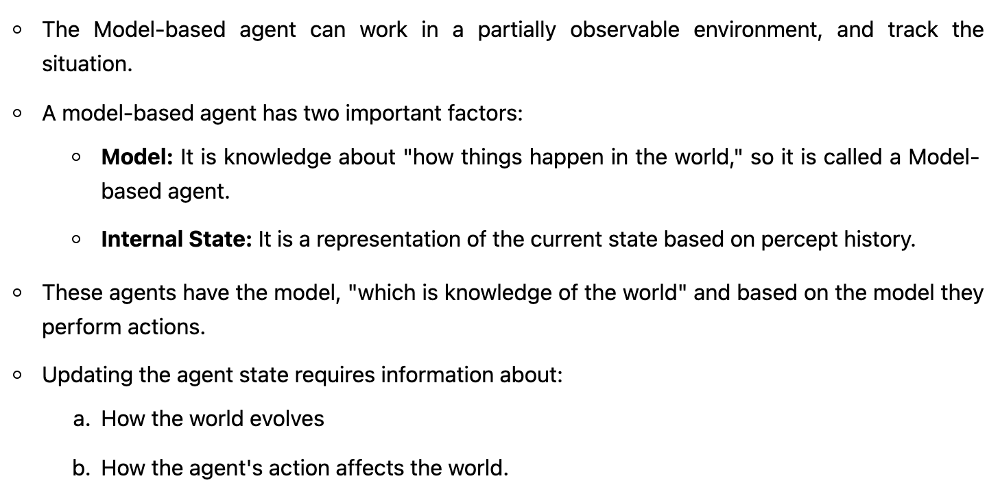 ○ The Model-based agent can work in a partially observable environment, and track the
situation.
○ A model-based agent has two important factors:
○ Model: It is knowledge about "how things happen in the world," so it is called a Model-
based agent.
○ Internal State: It is a representation of the current state based on percept history.
○ These agents have the model, "which is knowledge of the world" and based on the model they
perform actions.
○ Updating the agent state requires information about:
a. How the world evolves
b. How the agent's action affects the world.